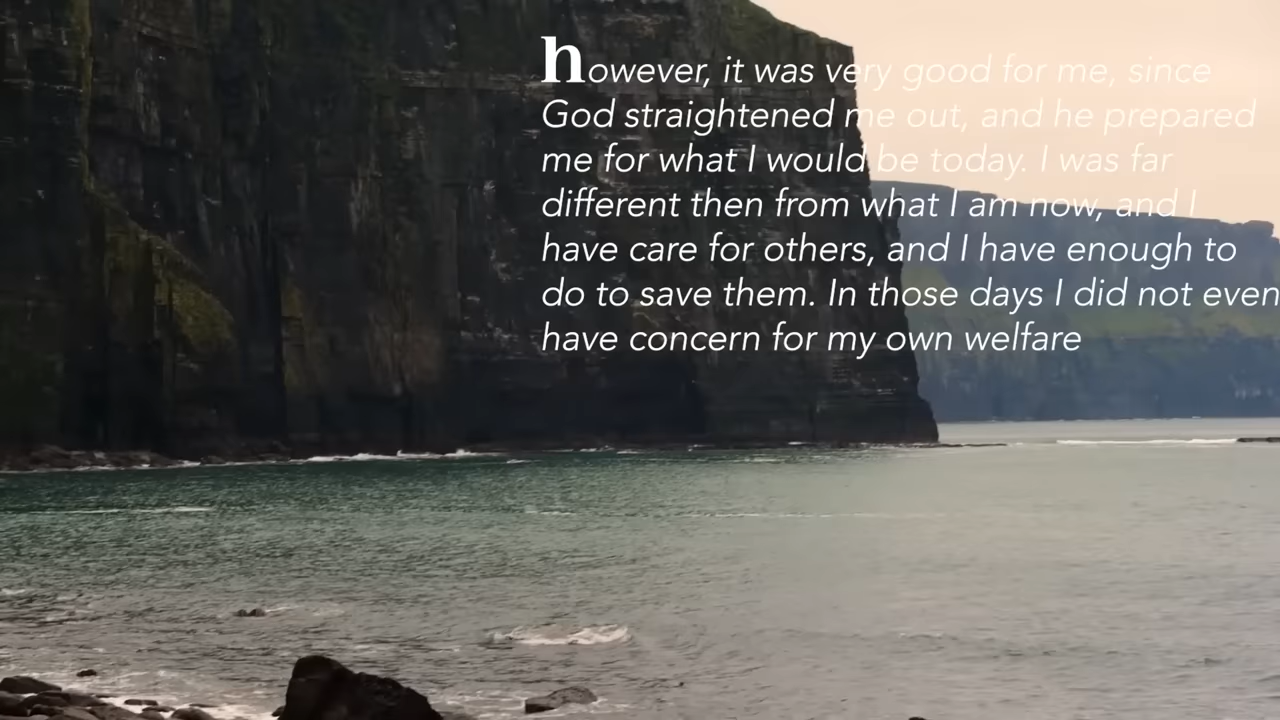 however, it was very good for me, since
God straightened me out, and he prepared
me for what I would be today. I was far
different then from what I am now, and I
have care for others, and I have enough to
do to save them. In those days I did not even
have concern for my own welfare